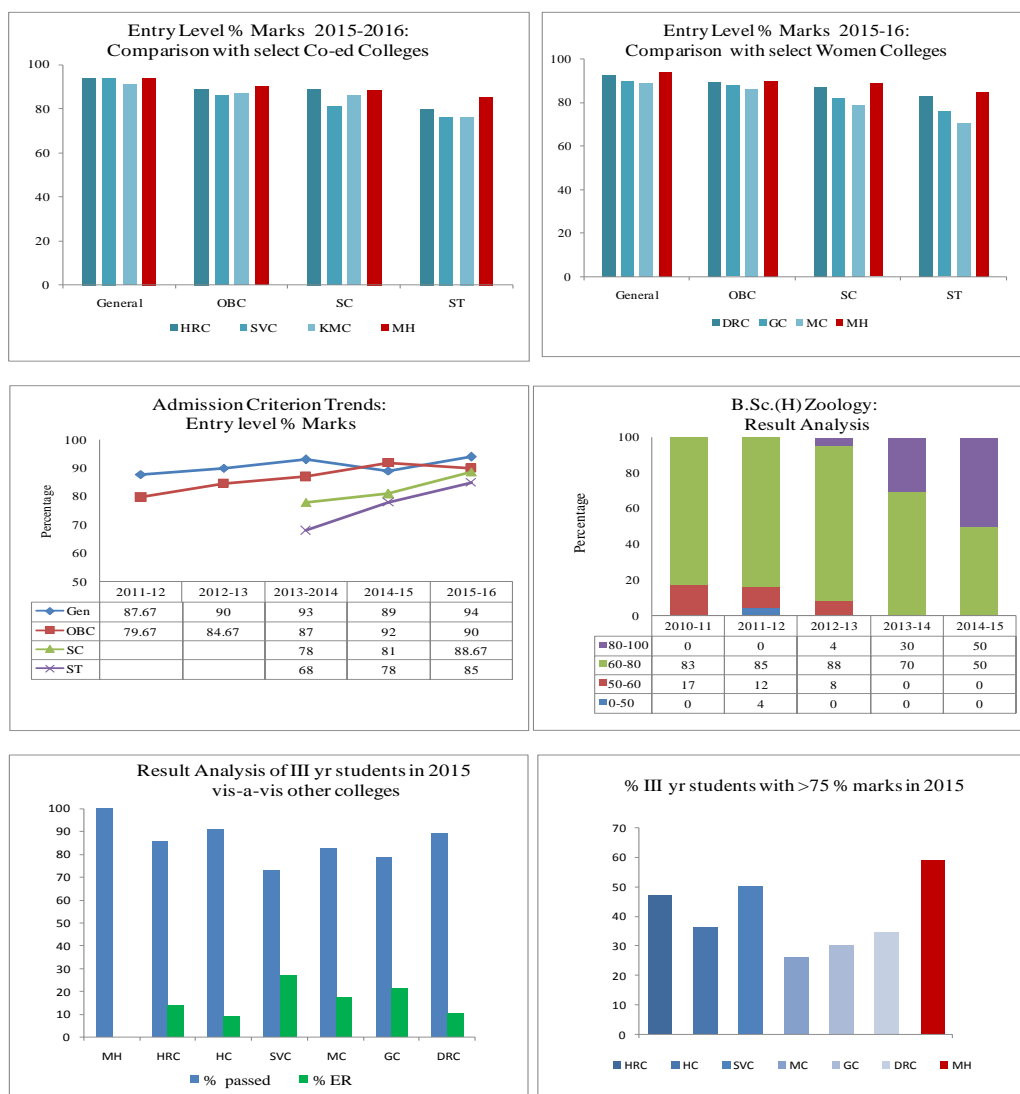 Entry Level % Marks 2015-2016:
Comparison with select Co-ed Colleges
100
80
60
40
20
0
General OBC SC ST
HRC SVC KMC MH
Entry Level % Marks 2015-16:
Comparison with select Women Colleges
100
80
60
40
20
0
General OBC SC ST
DRC GC MC MH
Admission Criterion Trends:
Entry level % Marks
Percentage
100
90
80
70
60
50
2011-12 2012-13 2013-2014 2014-15 2015-16
Gen 87.67 90 93 89 94
OBC 79.67 84.67 87 92 90
SC 78 81 88.67
ST 68 78 85
B.Sc.(H) Zoology:
Result Analysis
Percentage
100
80
60
40
20
0
2010-11 2011-12 2012-13 2013-14 2014-15
80-100 0 0 4 30 50
60-80 83 85 88 70 50
50-60 17 12 8 0 0
0-50 0 4 0 0 0
Result Analysis of III yr students in 2015
vis-a-vis other colleges
100
90
80
70
60
50
40
30
20
10
0
MH HRC HC SVC MC GC DRC
% passed % ER
% III yr students with >75 % marks in 2015
70
60
50
40
30
20
10
0
HRC HC SVC MC GC DRC MH